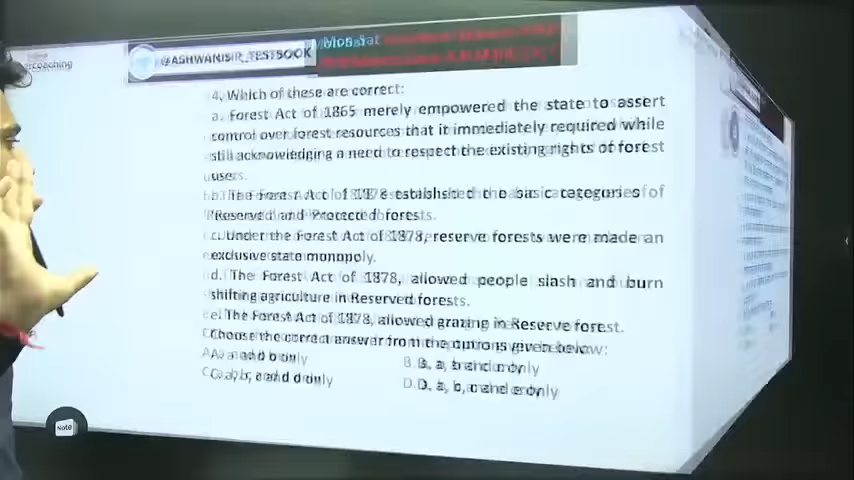 coaching
@ASHWANISIR_TESTBOOK
Mon-Sat
4. Which of these are correct:
a. Forest Act of 1865 merely empowered the state to assert
control over forest resources that it immediately required while
still acknowledging a need to respect the existing rights of forest
users.
b. The Forest Act of 1878 established the basic categories of
'Reserved' and 'Protected' forests.
c. Under the Forest Act of 1878, reserve forests were made an
exclusive state monopoly.
d. The Forest Act of 1878, allowed people slash and burn
shifting agriculture in Reserved forests.
e. The Forest Act of 1878, allowed grazing in Reserve forest.
Choose the correct answer from the options given below:
A. a and b only
B. a, b and c only
C. a, b, c and d only
D. a, b, c and e only
Note